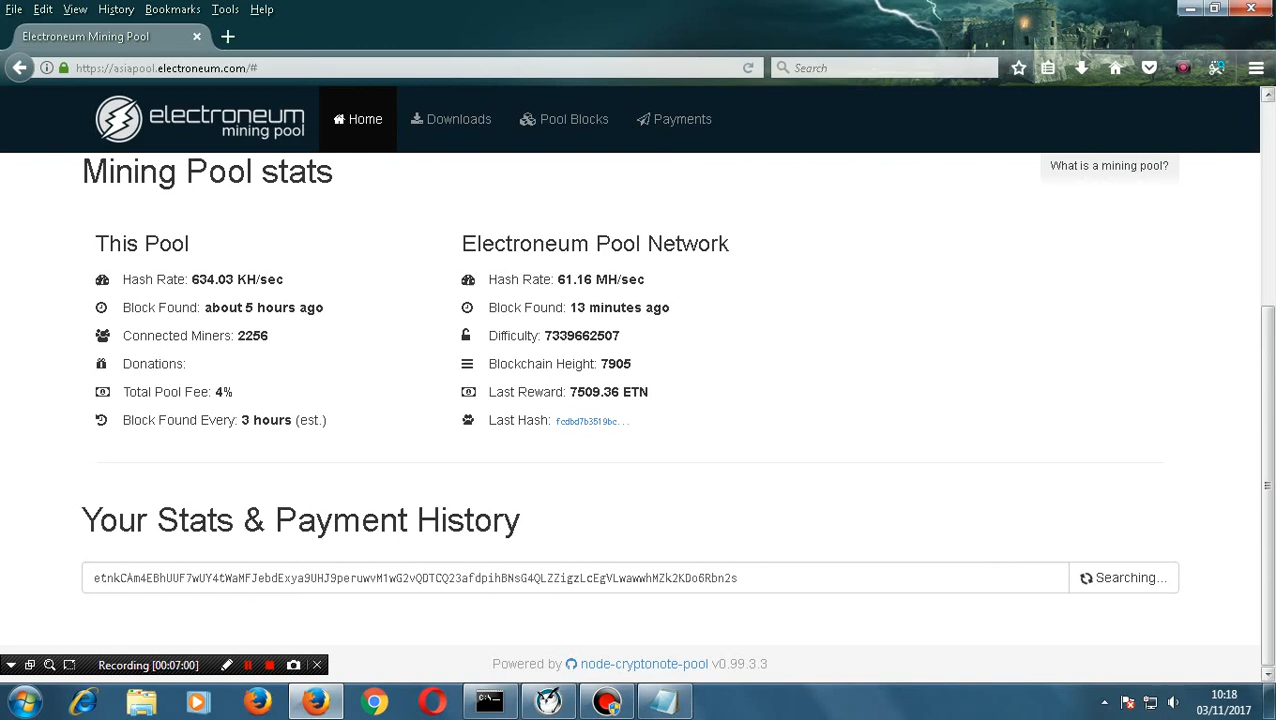 File Edit View History Bookmarks Tools Help
Electroneum Mining Pool
https://asiapool.electroneum.com/#
Search
electroneum
mining pool
Home
Downloads
Pool Blocks
Payments
Mining Pool stats
What is a mining pool?
This Pool
Hash Rate: 634.03 KH/sec
Block Found: about 5 hours ago
Connected Miners: 2256
Donations:
Total Pool Fee: 4%
Block Found Every: 3 hours (est.)
Electroneum Pool Network
Hash Rate: 61.16 MH/sec
Block Found: 13 minutes ago
Difficulty: 7339662507
Blockchain Height: 7905
Last Reward: 7509.36 ETN
Last Hash: fcdbd7b3519bc...
Your Stats & Payment History
etnkCAm4EBhUUF7wUY4tWaMFJebdExya9UHJ9peruwvM1wG2vQDTCQ23afdpihBNsG4QLZZigzLcEgVLwawwhMZk2KDo6Rbn2s
Searching...
Powered by node-cryptonote-pool v0.99.3.3
Recording [00:07:00]
10:18
03/11/2017